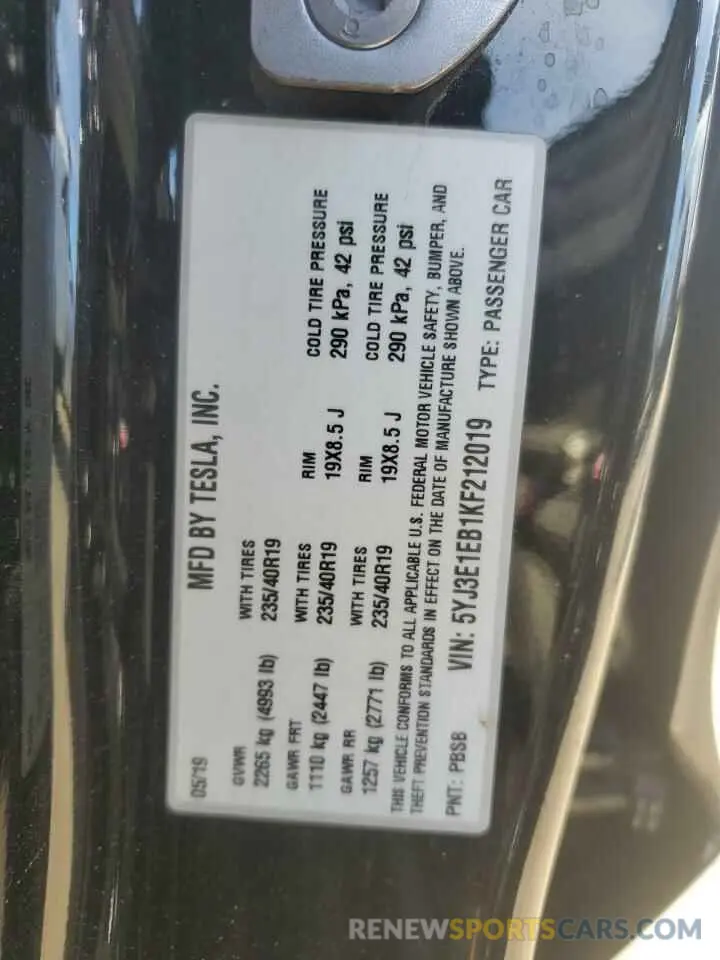 MFD BY TESLA, INC.
05/19
GVWR
2265 kg (4993 lb)
WITH TIRES
235/40R19
GAWR FRT
1110 kg (2447 lb)
WITH TIRES
235/40R19
RIM
19X8.5 J
COLD TIRE PRESSURE
290 kPa, 42 psi
GAWR RR
1257 kg (2771 lb)
WITH TIRES
235/40R19
RIM
19X8.5 J
COLD TIRE PRESSURE
290 kPa, 42 psi
THIS VEHICLE CONFORMS TO ALL APPLICABLE U.S. FEDERAL MOTOR VEHICLE SAFETY, BUMPER, AND
THEFT PREVENTION STANDARDS IN EFFECT ON THE DATE OF MANUFACTURE SHOWN ABOVE.
PNT: PBSB VIN: 5YJ3E1EB1KF212019 TYPE: PASSENGER CAR
RENEWSPORTSCARS.COM